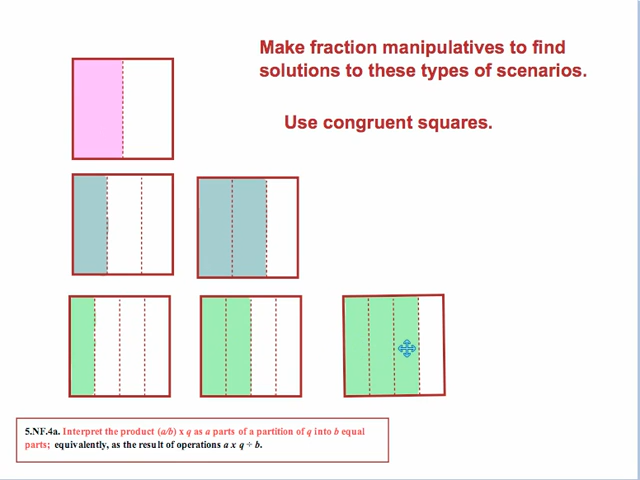 Make fraction manipulatives to find
solutions to these types of scenarios.
Use congruent squares.
5.NF.4a. Interpret the product (a/b) x q as a parts of a partition of q into b equal
parts; equivalently, as the result of operations a x q ÷ b.